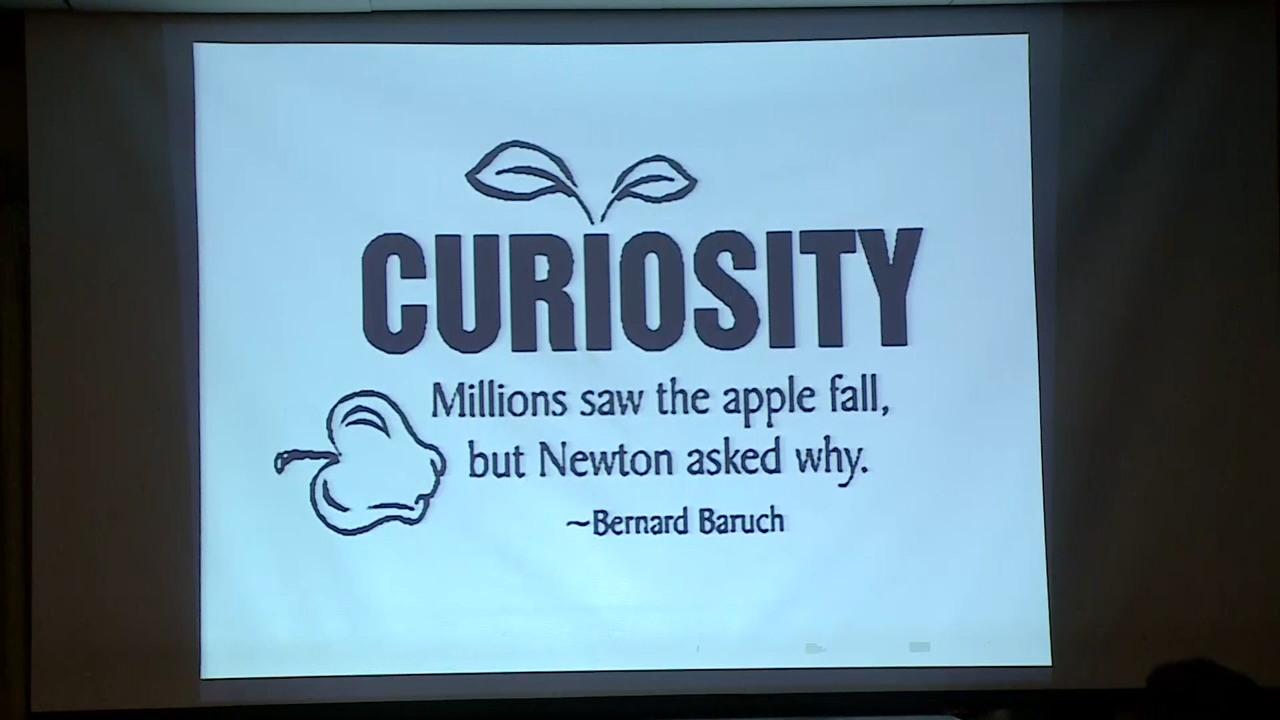 CURIOSITY
Millions saw the apple fall,
but Newton asked why.
~Bernard Baruch